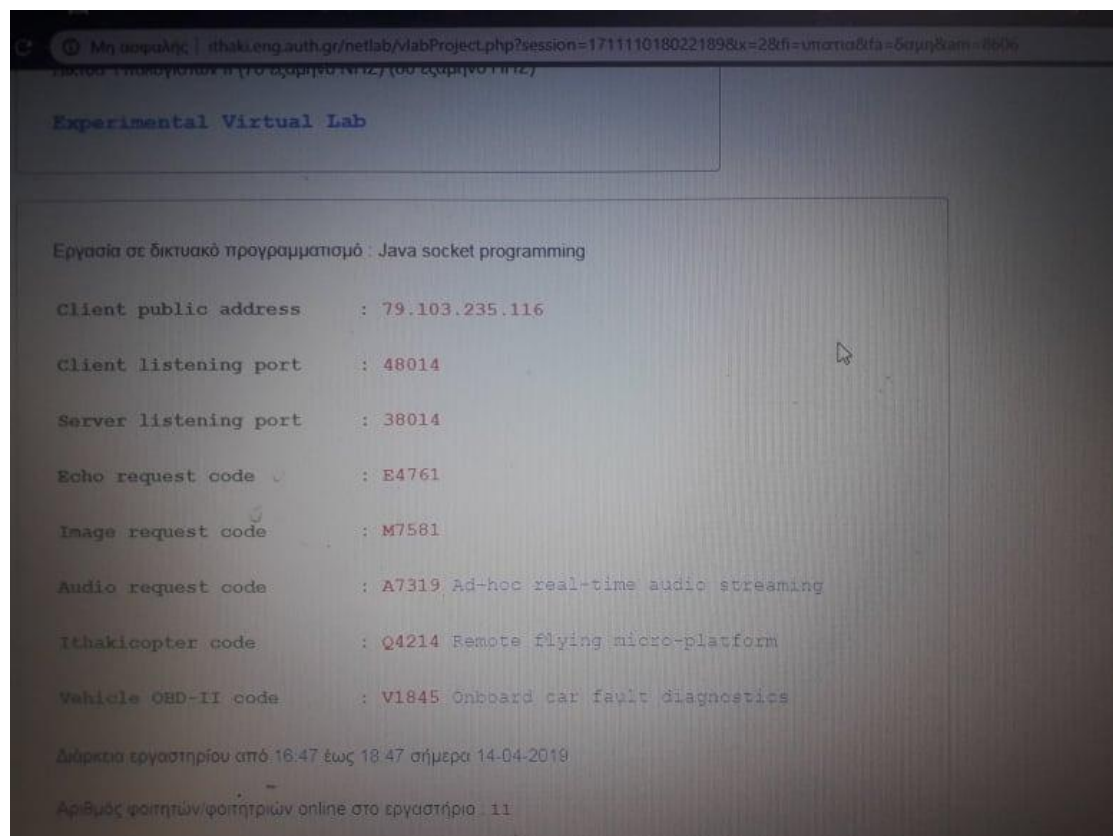 Μη ασφαλής | ithaki.eng.auth.gr/netlab/vlabProject.php?session=171111018022189&x=2&fi=υπατια&fa=δαμη&am=8606
Experimental Virtual Lab
Εργασία σε δικτυακό προγραμματισμό : Java socket programming
Client public address : 79.103.235.116
Client listening port : 48014
Server listening port : 38014
Echo request code : E4761
Image request code : M7581
Audio request code : A7319 Ad-hoc real-time audio streaming
Ithakicopter code : Q4214 Remote flying micro-platform
Vehicle OBD-II code : V1845 Onboard car fault diagnostics
Διάρκεια εργαστηρίου από 16:47 έως 18:47 σήμερα 14-04-2019
Αριθμός φοιτητών/φοιτητριών online στο εργαστήριο : 11